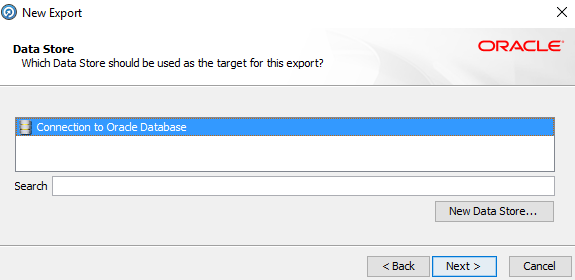 New Export
Data Store
ORACLE
Which Data Store should be used as the target for this export?
Connection to Oracle Database
Search
New Data Store...
< Back
Next >
Cancel